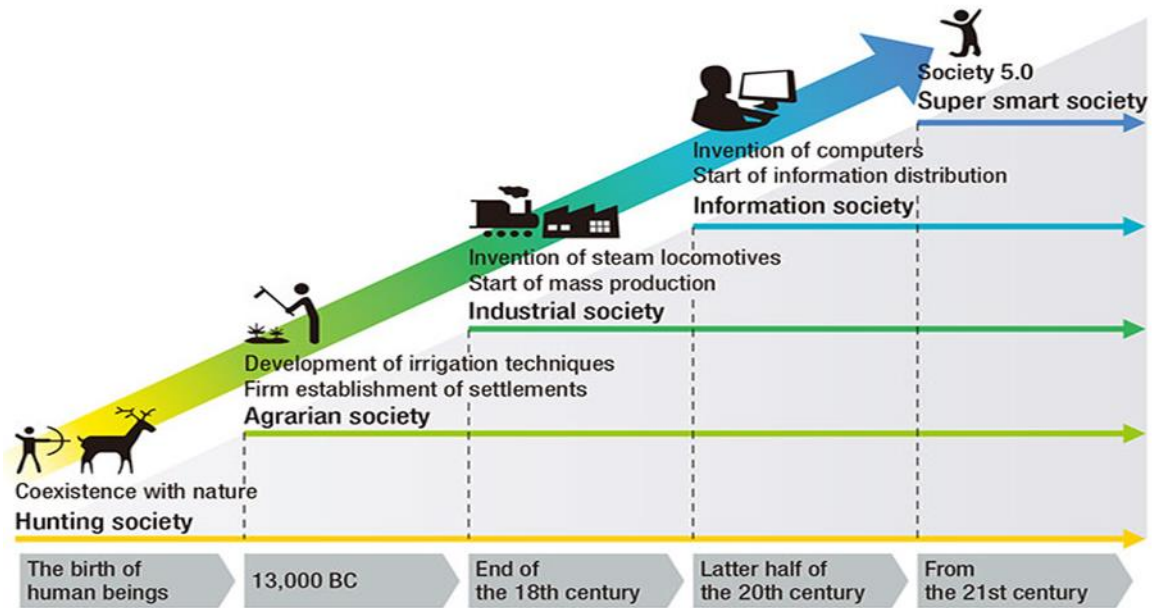 Society 5.0
Super smart society
Invention of computers
Start of information distribution
Information society
Invention of steam locomotives
Start of mass production
Industrial society
Development of irrigation techniques
Firm establishment of settlements
Agrarian society
Coexistence with nature
Hunting society
The birth of
human beings
13,000 BC
End of
the 18th century
Latter half of
the 20th century
From
the 21st century